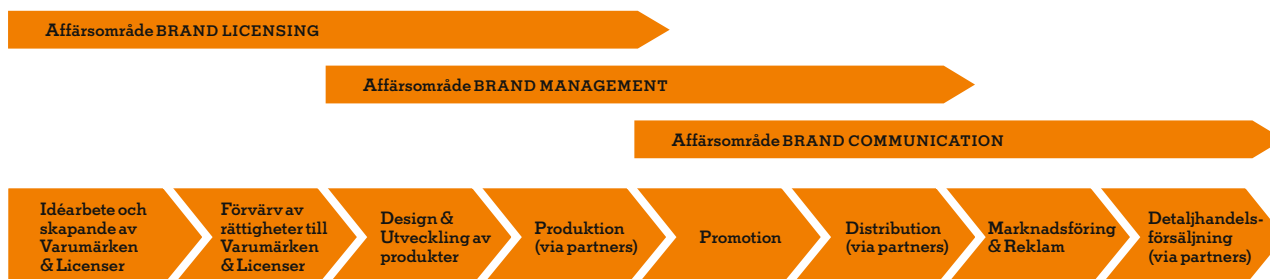 Affärsområde BRAND LICENSING
Affärsområde BRAND MANAGEMENT
Affärsområde BRAND COMMUNICATION
Idéarbete och
skapande av
Varumärken
& Licenser
Förvärv av
rättigheter till
Varumärken
& Licenser
Design &
Utveckling av
produkter
Produktion
(via partners)
Promotion
Distribution
(via partners)
Marknadsföring
& Reklam
Detaljhandels-
försäljning
(via partners)